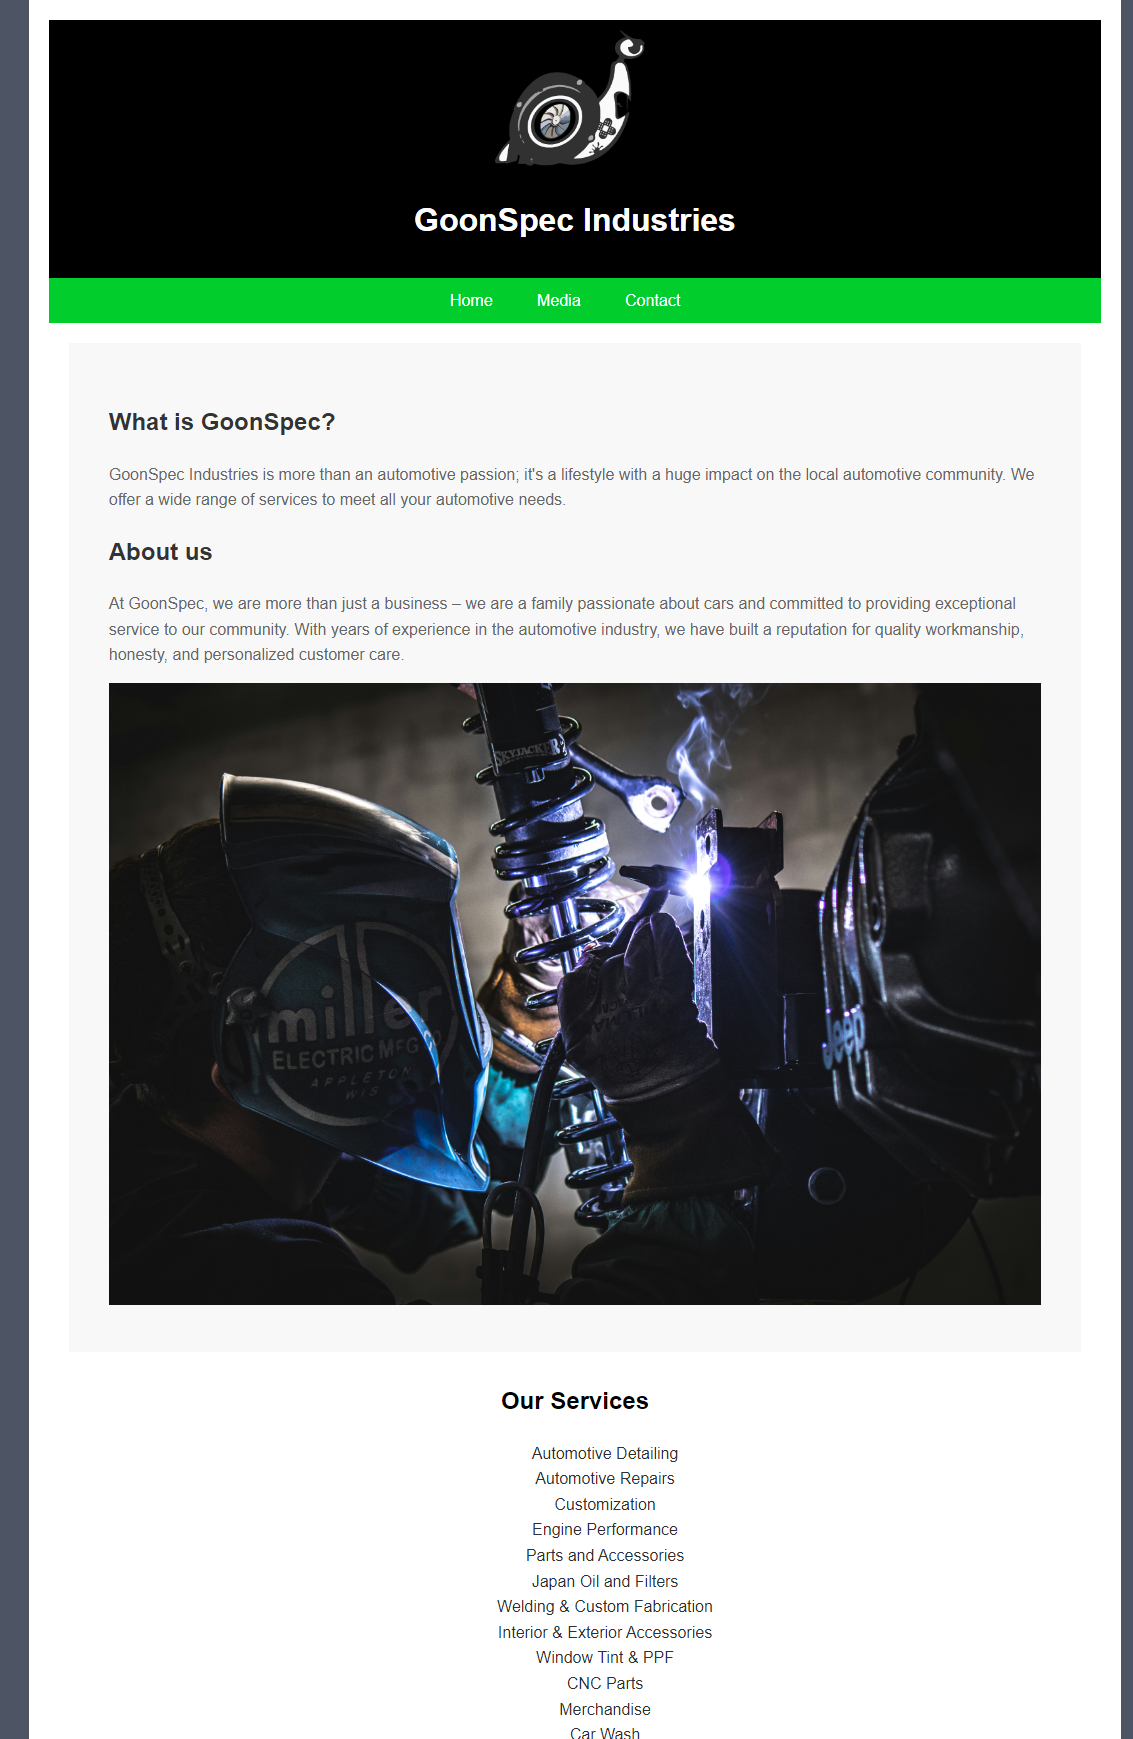 GoonSpec Industries
Home Media Contact
What is GoonSpec?
GoonSpec Industries is more than an automotive passion; it's a lifestyle with a huge impact on the local automotive community. We
offer a wide range of services to meet all your automotive needs.
About us
At GoonSpec, we are more than just a business – we are a family passionate about cars and committed to providing exceptional
service to our community. With years of experience in the automotive industry, we have built a reputation for quality workmanship,
honesty, and personalized customer care.
SKYJACKER
miller
ELECTRIC MFG
APPLETON
WIS
Jeep
Our Services
Automotive Detailing
Automotive Repairs
Customization
Engine Performance
Parts and Accessories
Japan Oil and Filters
Welding & Custom Fabrication
Interior & Exterior Accessories
Window Tint & PPF
CNC Parts
Merchandise
Car Wash